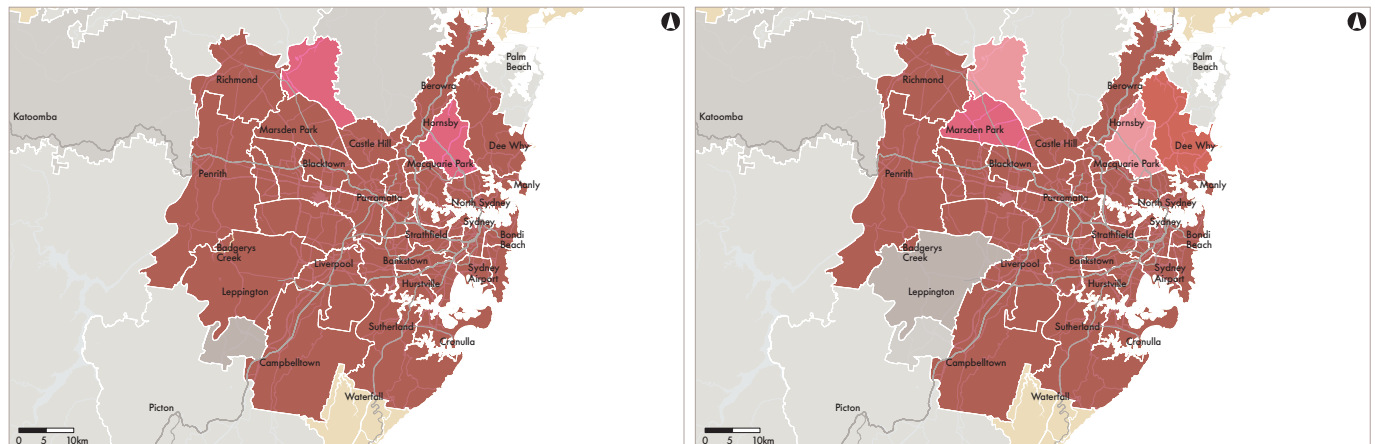 Palm
Beach
Richmond
Berowra
Katoomba
Hornsby
Marsden Park
Castle Hill
Dee Why
Blacktown
Macquarie Park
Penrith
Manly
Parramatta
North Sydney
Sydney
Strathfield
Bondi
Beach
Badgerys
Creek
Liverpool
Bankstown
Sydney
Airport
Leppington
Hurstville
Sutherland
Cronulla
Campbelltown
Waterfall
Picton
0 5 10km
Palm
Beach
Richmond
Berowra
Katoomba
Hornsby
Marsden Park
Castle Hill
Dee Why
Blacktown
Macquarie Park
Penrith
Manly
Parramatta
North Sydney
Sydney
Strathfield
Bondi
Beach
Badgerys
Creek
Liverpool
Bankstown
Sydney
Airport
Leppington
Hurstville
Sutherland
Cronulla
Campbelltown
Waterfall
Picton
0 5 10km